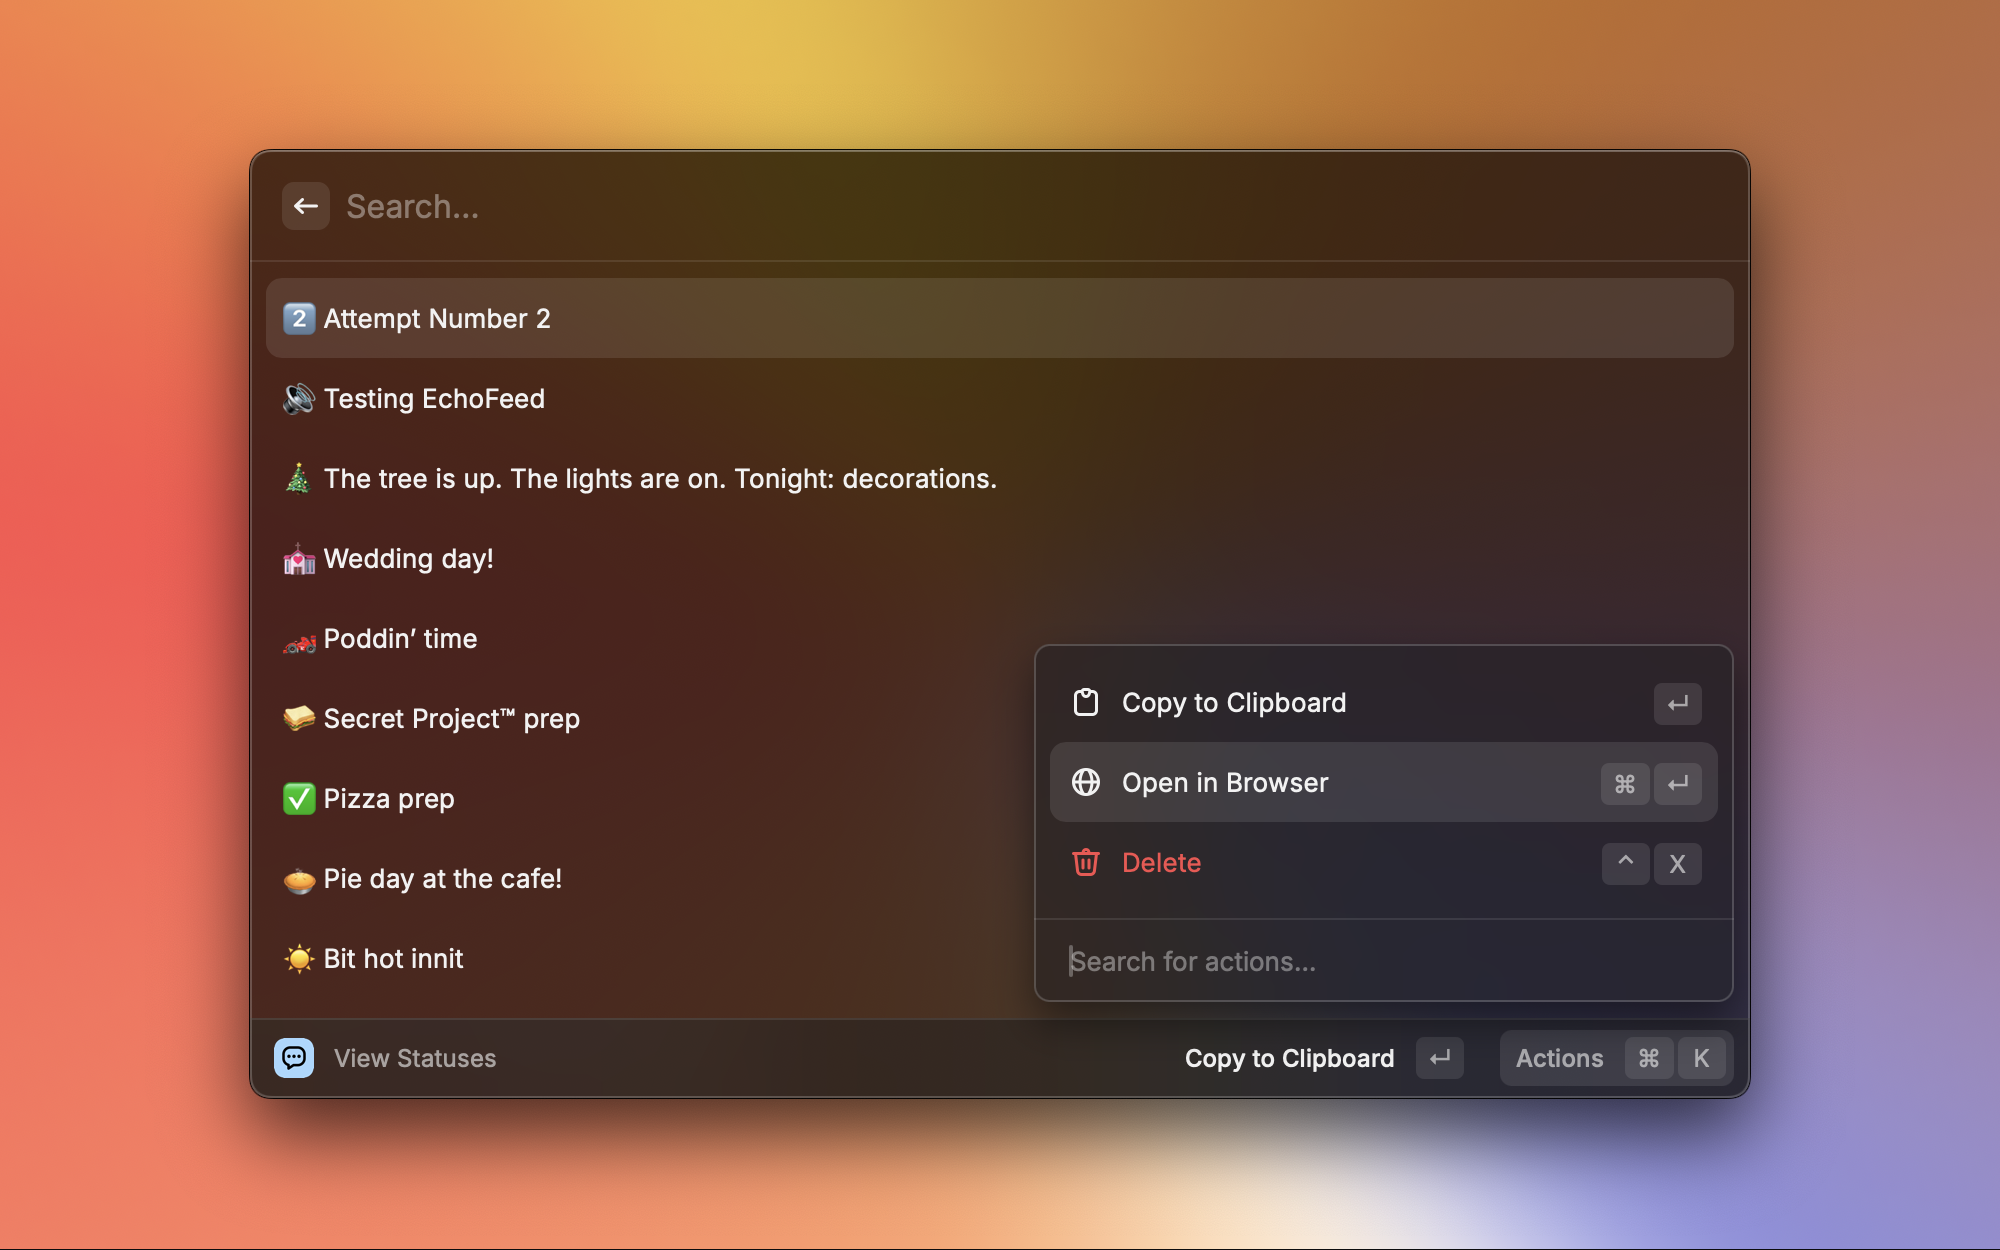 Search...
2️⃣ Attempt Number 2
🔊 Testing EchoFeed
🎄 The tree is up. The lights are on. Tonight: decorations.
💒 Wedding day!
🏎️ Poddin’ time
🥪 Secret Project™ prep
✅ Pizza prep
🥧 Pie day at the cafe!
☀️ Bit hot innit
Copy to Clipboard ↵
Open in Browser ⌘ ↵
Delete ^ X
Search for actions...
View Statuses
Copy to Clipboard ↵ Actions ⌘ K